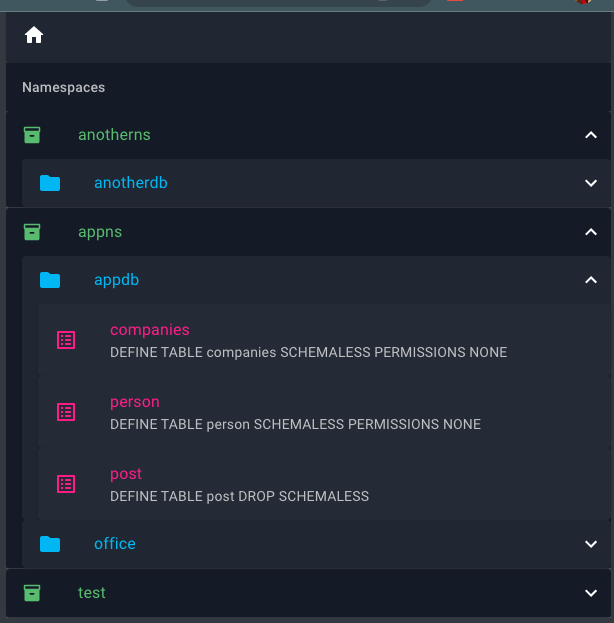 Namespaces
anotherns
anotherdb
appns
appdb
companies
DEFINE TABLE companies SCHEMALESS PERMISSIONS NONE
person
DEFINE TABLE person SCHEMALESS PERMISSIONS NONE
post
DEFINE TABLE post DROP SCHEMALESS
office
test